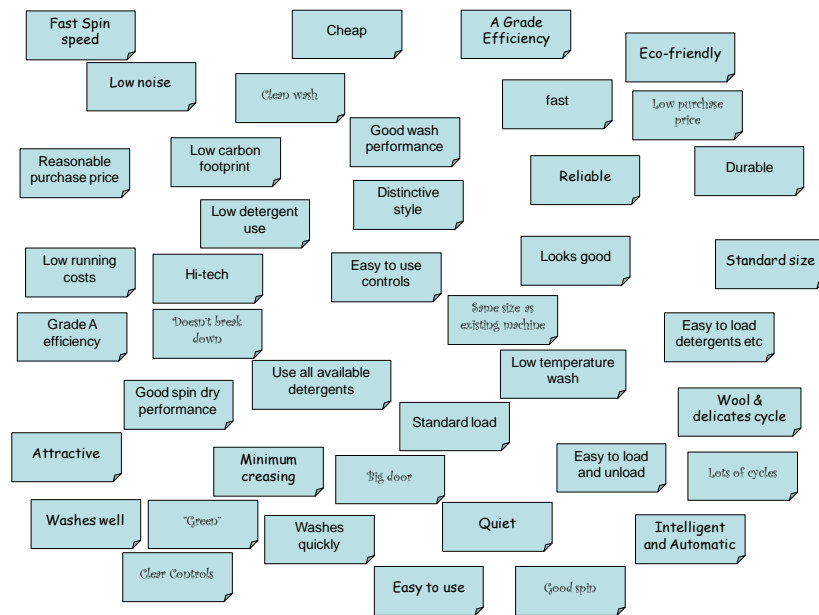 Fast Spin
speed
Cheap
A Grade
Efficiency
Eco-friendly
Low noise
Clean wash
fast
Low purchase
price
Good wash
performance
Reasonable
purchase price
Low carbon
footprint
Reliable
Durable
Distinctive
style
Low detergent
use
Low running
costs
Hi-tech
Easy to use
controls
Looks good
Standard size
Grade A
efficiency
Doesn't break
down
Same size as
existing machine
Easy to load
detergents etc
Use all available
detergents
Low temperature
wash
Good spin dry
performance
Standard load
Wool &
delicates cycle
Attractive
Minimum
creasing
Big door
Easy to load
and unload
Lots of cycles
Washes well
"Green"
Washes
quickly
Quiet
Intelligent
and Automatic
Clear Controls
Easy to use
Good spin